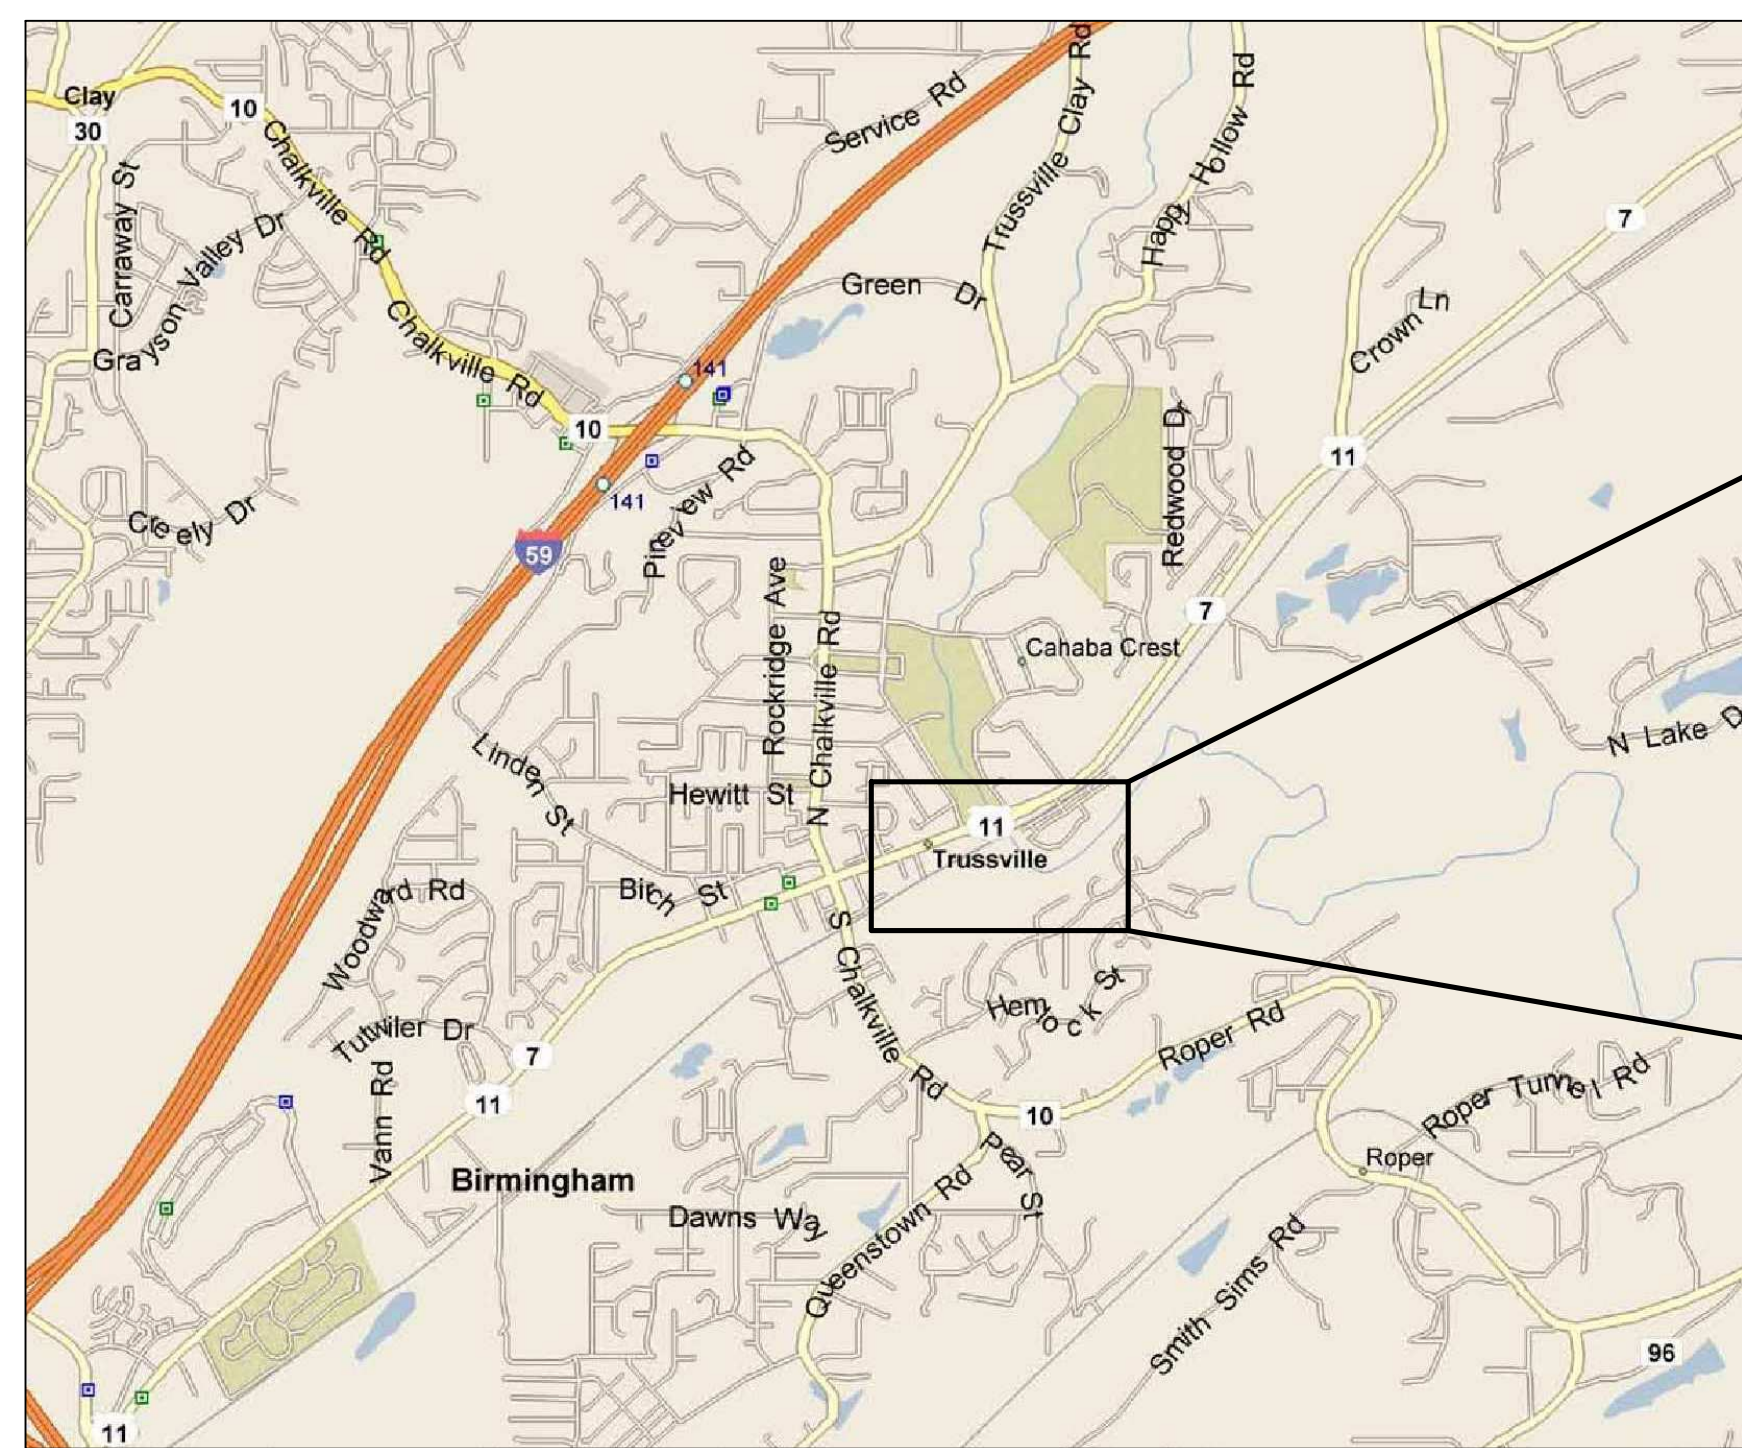 Clay
30
10
Chalkville Rd
Carraway St
Grayson Valley Dr
Service Rd
Trussville Clay Rd
Happy Hollow Rd
7
Green Dr
Crown Ln
Chalkville Rd
141
10
141
11
Redwood Dr
Creely Dr
Pineview Rd
59
Rockridge Ave
7
N Chalkville Rd
Cahaba Crest
N Lake D
Linden St
Hewitt St
11
Trussville
Birch St
Woodward Rd
S Chalkville Rd
Hemlock St
Roper Rd
Tutwiler Dr
7
Vann Rd
11
10
Roper Tunnel Rd
Pear St
Roper
Birmingham
Dawns Way
Queenstown Rd
Smith Sims Rd
96
11